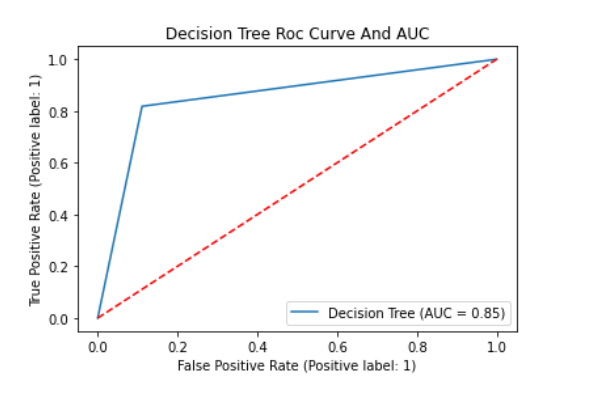 Decision Tree Roc Curve And AUC
True Positive Rate (Positive label: 1)
1.0
0.8
0.6
0.4
0.2
0.0
Decision Tree (AUC = 0.85)
0.0 0.2 0.4 0.6 0.8 1.0
False Positive Rate (Positive label: 1)